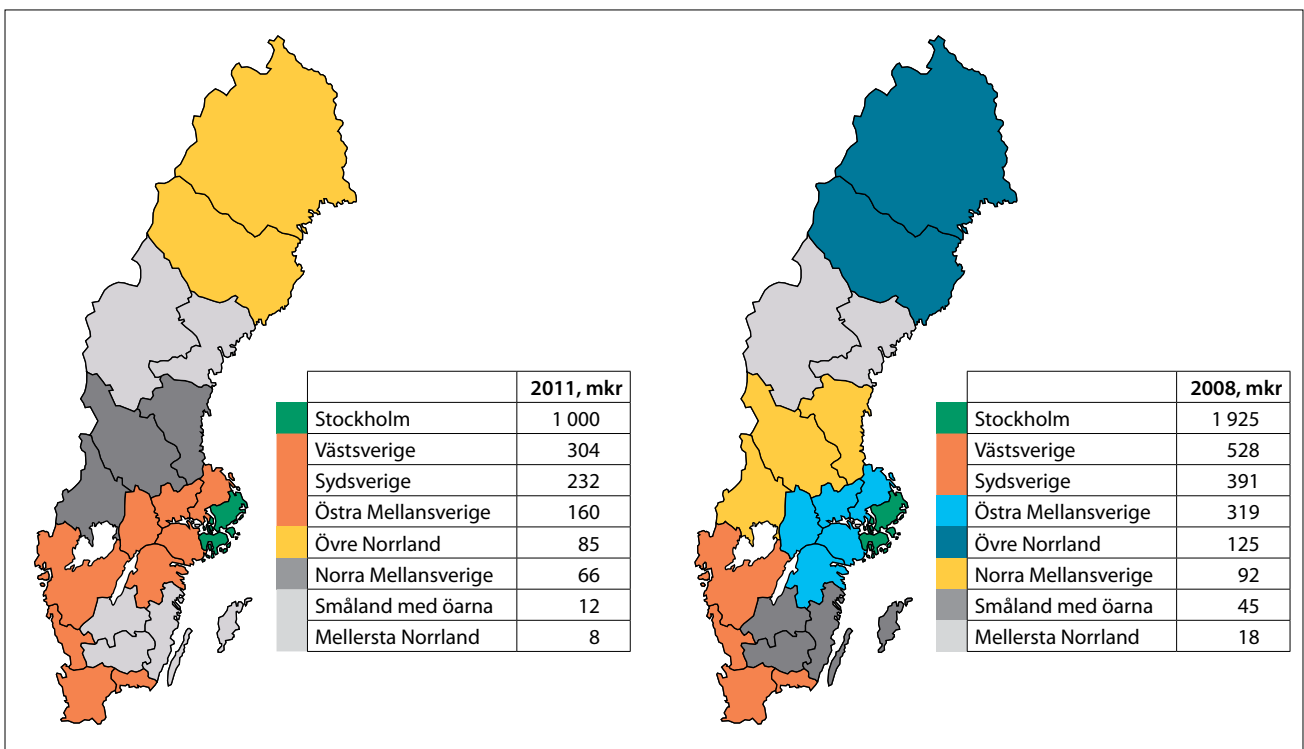 2011, mkr
Stockholm 1 000
Västsverige 304
Sydsverige 232
Östra Mellansverige 160
Övre Norrland 85
Norra Mellansverige 66
Småland med öarna 12
Mellersta Norrland 8
2008, mkr
Stockholm 1 925
Västsverige 528
Sydsverige 391
Östra Mellansverige 319
Övre Norrland 125
Norra Mellansverige 92
Småland med öarna 45
Mellersta Norrland 18